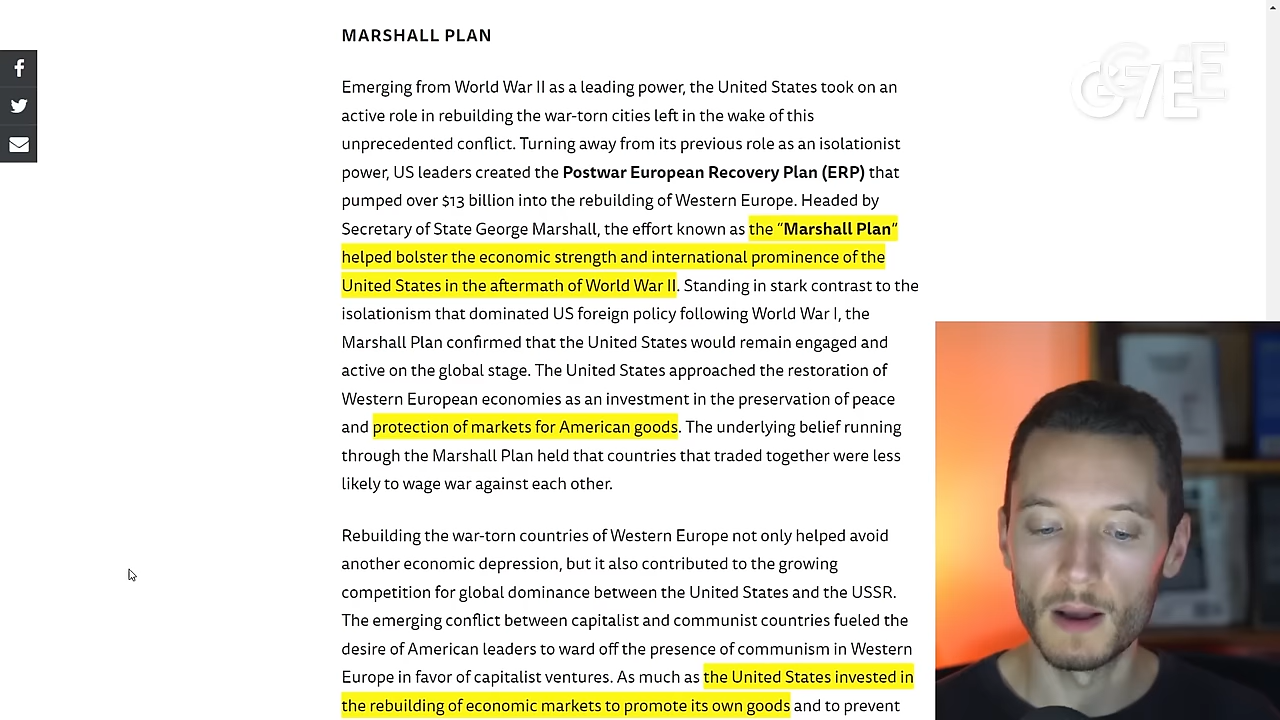 MARSHALL PLAN
Emerging from World War II as a leading power, the United States took on an
active role in rebuilding the war-torn cities left in the wake of this
unprecedented conflict. Turning away from its previous role as an isolationist
power, US leaders created the Postwar European Recovery Plan (ERP) that
pumped over $13 billion into the rebuilding of Western Europe. Headed by
Secretary of State George Marshall, the effort known as the “Marshall Plan”
helped bolster the economic strength and international prominence of the
United States in the aftermath of World War II. Standing in stark contrast to the
isolationism that dominated US foreign policy following World War I, the
Marshall Plan confirmed that the United States would remain engaged and
active on the global stage. The United States approached the restoration of
Western European economies as an investment in the preservation of peace
and protection of markets for American goods. The underlying belief running
through the Marshall Plan held that countries that traded together were less
likely to wage war against each other.
Rebuilding the war-torn countries of Western Europe not only helped avoid
another economic depression, but it also contributed to the growing
competition for global dominance between the United States and the USSR.
The emerging conflict between capitalist and communist countries fueled the
desire of American leaders to ward off the presence of communism in Western
Europe in favor of capitalist ventures. As much as the United States invested in
the rebuilding of economic markets to promote its own goods and to prevent